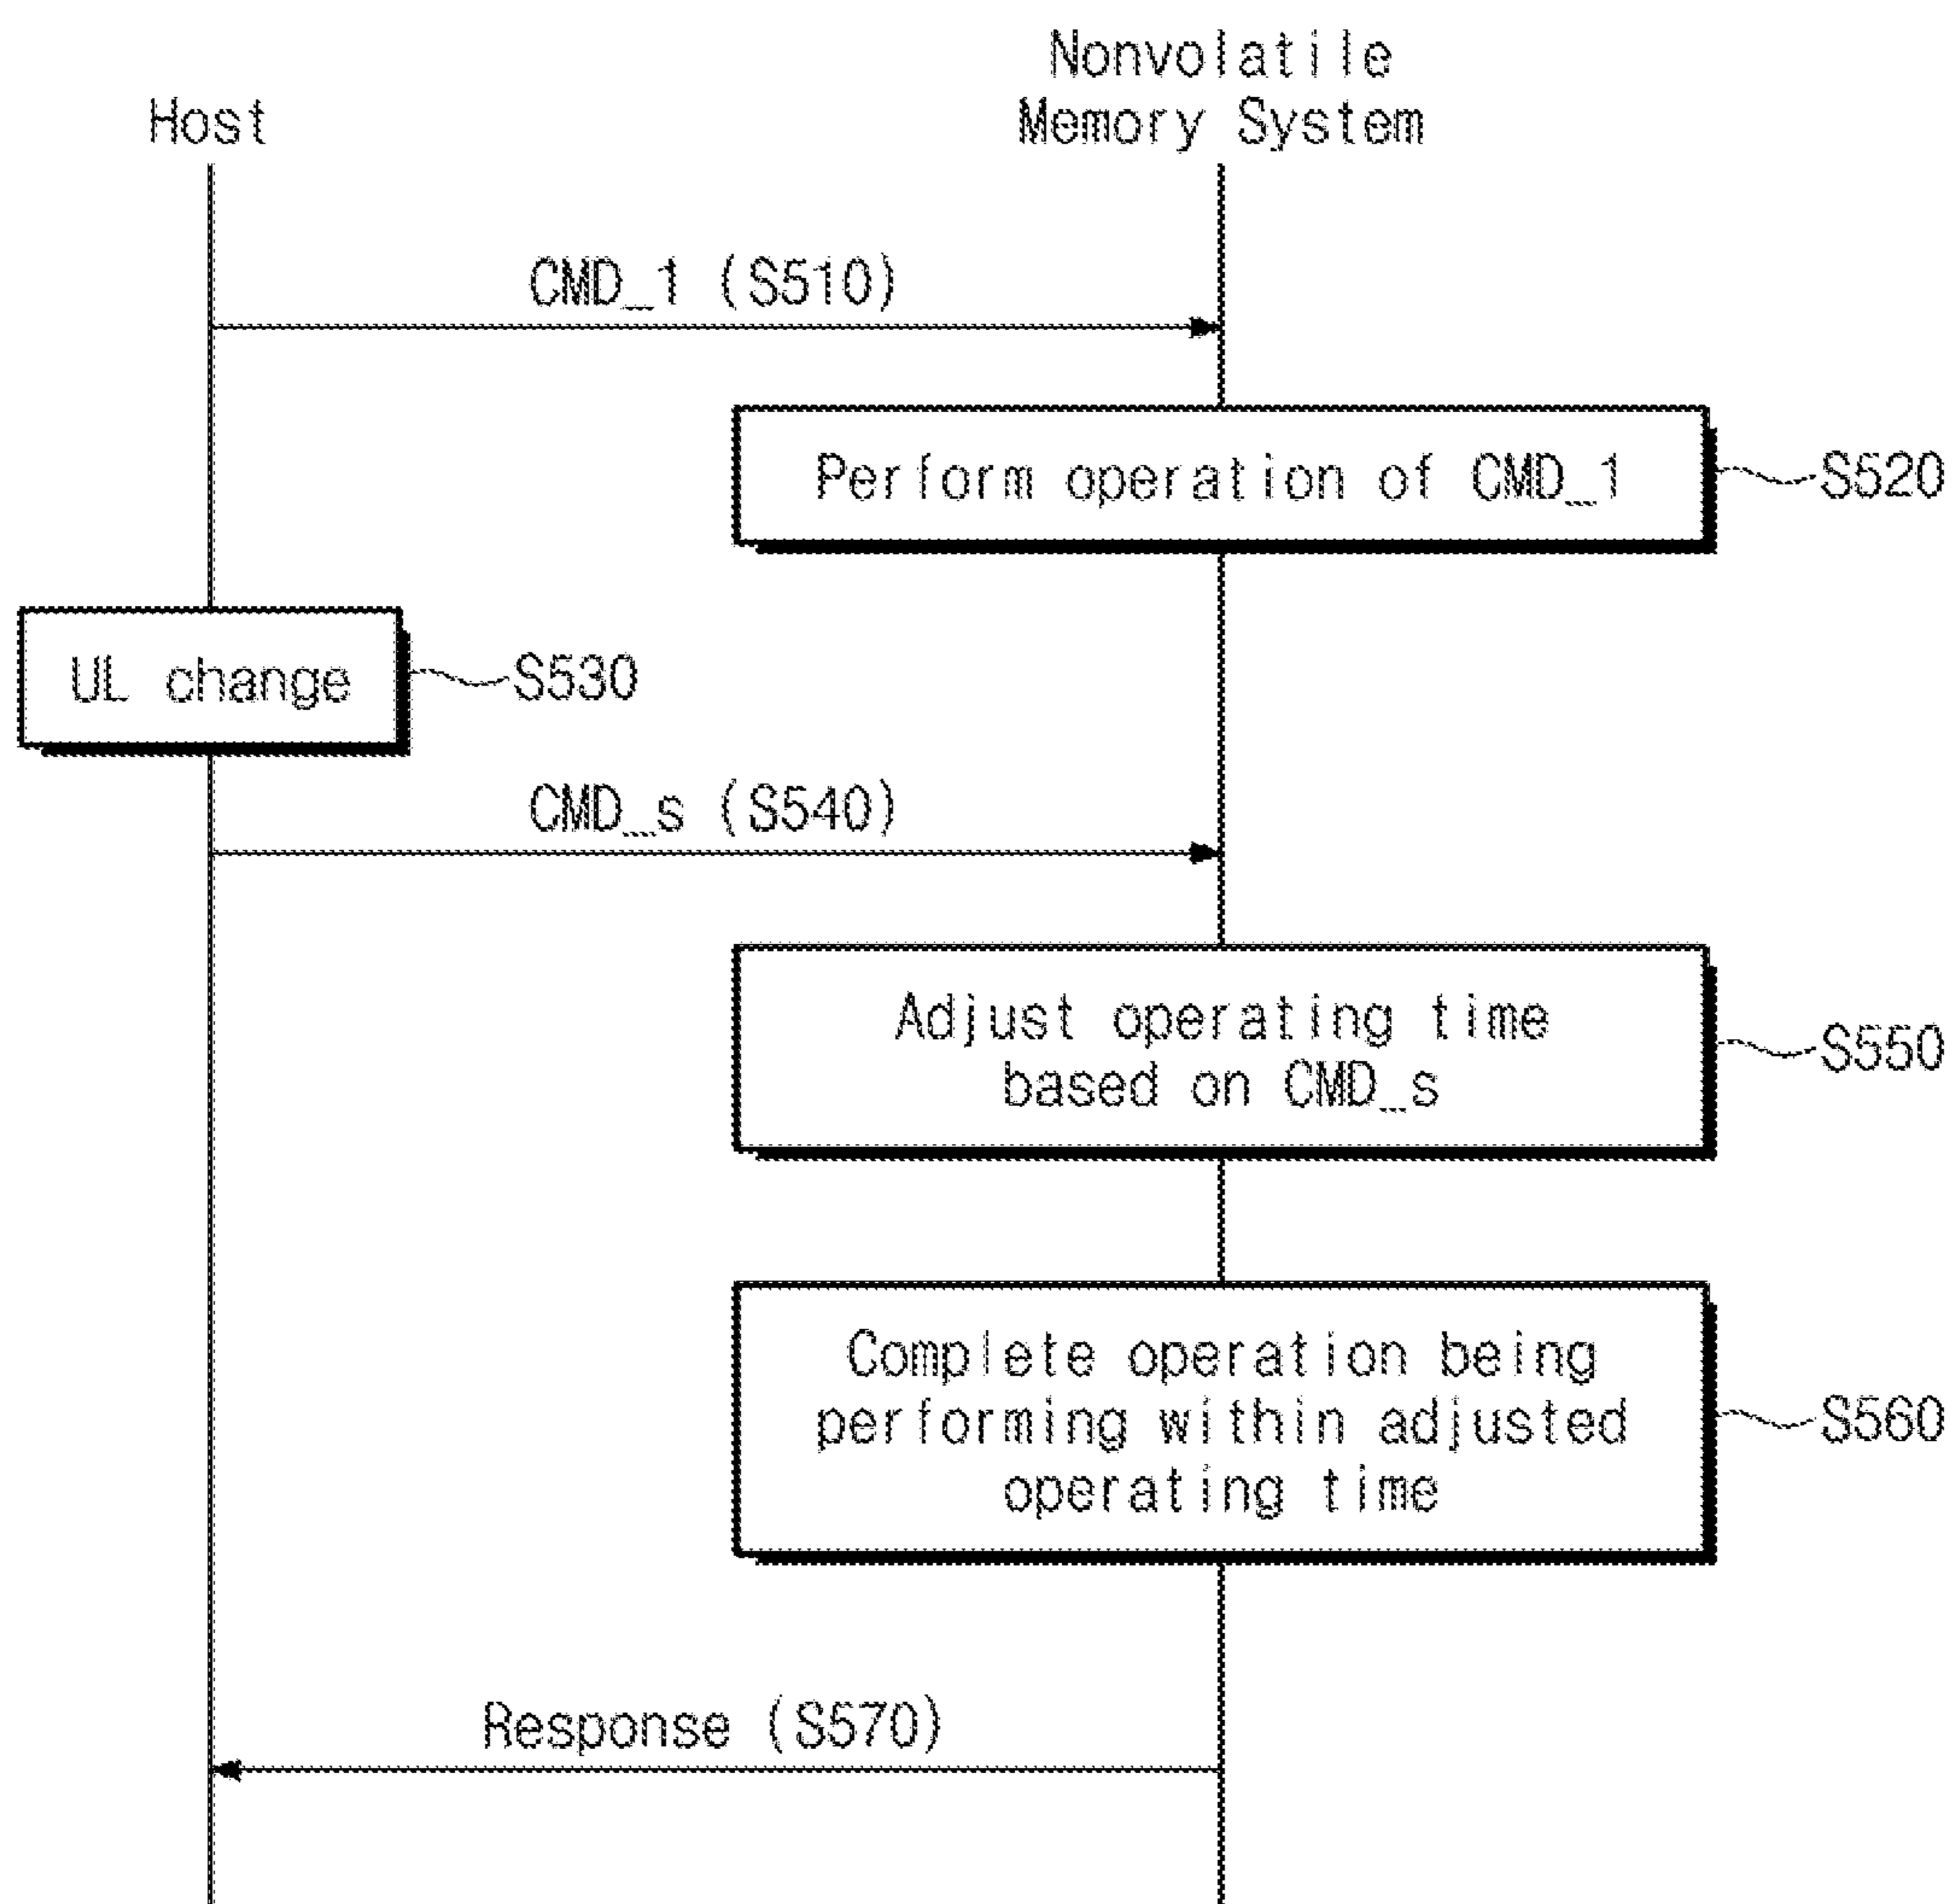 Host
Nonvolatile
Memory System
CMD_1 (S510)
Perform operation of CMD_1
S520
UL change
S530
CMD_s (S540)
Adjust operating time
based on CMD_s
S550
Complete operation being
performing within adjusted
operating time
S560
Response (S570)